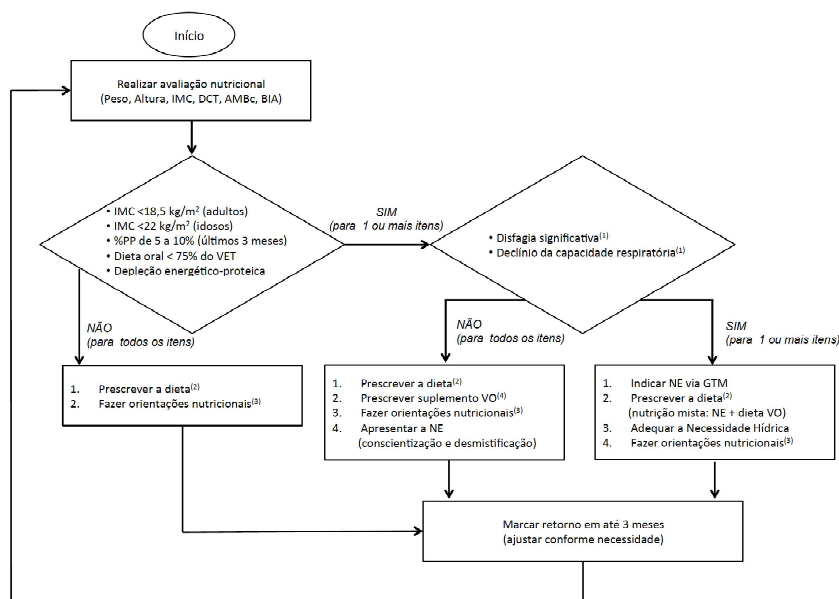 Início
Realizar avaliação nutricional
(Peso, Altura, IMC, DCT, AMBc, BIA)
• IMC <18,5 kg/m² (adultos)
• IMC <22 kg/m² (idosos)
• %PP de 5 a 10% (últimos 3 meses)
• Dieta oral < 75% do VET
• Depleção energético-proteica
SIM
(para 1 ou mais itens)
• Disfagia significativa⁽¹⁾
• Declínio da capacidade respiratória⁽¹⁾
NÃO
(para todos os itens)
NÃO
(para todos os itens)
SIM
(para 1 ou mais itens)
1. Prescrever a dieta⁽²⁾
2. Fazer orientações nutricionais⁽³⁾
1. Prescrever a dieta⁽²⁾
2. Prescrever suplemento VO⁽⁴⁾
3. Fazer orientações nutricionais⁽³⁾
4. Apresentar a NE
(conscientização e desmistificação)
1. Indicar NE via GTM
2. Prescrever a dieta⁽²⁾
(nutrição mista: NE + dieta VO)
3. Adequar a Necessidade Hídrica
4. Fazer orientações nutricionais⁽³⁾
Marcar retorno em até 3 meses
(ajustar conforme necessidade)